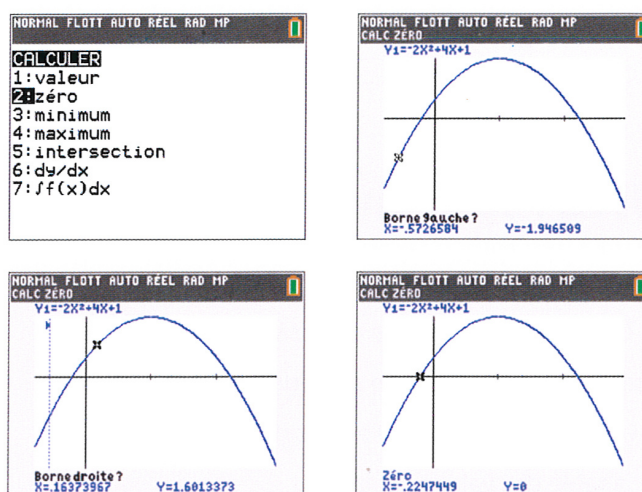 NORMAL FLOTT AUTO RÉEL RAD MP
CALCULER
1:valeur
2:zéro
3:minimum
4:maximum
5:intersection
6:dy/dx
7:∫f(x)dx
NORMAL FLOTT AUTO RÉEL RAD MP
CALC ZÉRO
Y1=-2X²+4X+1
Borne gauche?
X=-.5726584 Y=-1.946509
NORMAL FLOTT AUTO RÉEL RAD MP
CALC ZÉRO
Y1=-2X²+4X+1
Borne droite?
X=.16373967 Y=1.6013373
NORMAL FLOTT AUTO RÉEL RAD MP
CALC ZÉRO
Y1=-2X²+4X+1
Zéro
X=-.2247449 Y=0